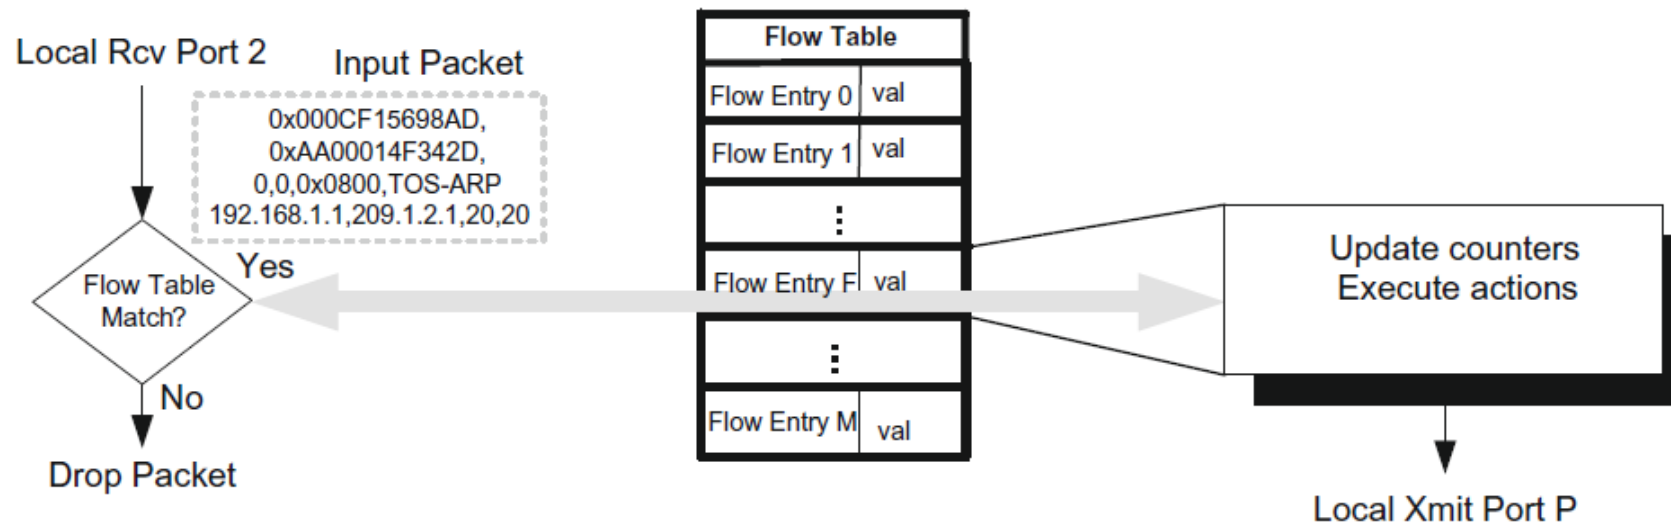 Local Rcv Port 2
Input Packet
0x000CF15698AD,
0xAA00014F342D,
0,0,0x0800,TOS-ARP
192.168.1.1,209.1.2.1,20,20
Flow Table
Match?
Yes
No
Drop Packet
Flow Table
Flow Entry 0 val
Flow Entry 1 val
⋮
Flow Entry F val
⋮
Flow Entry M val
Update counters
Execute actions
Local Xmit Port P